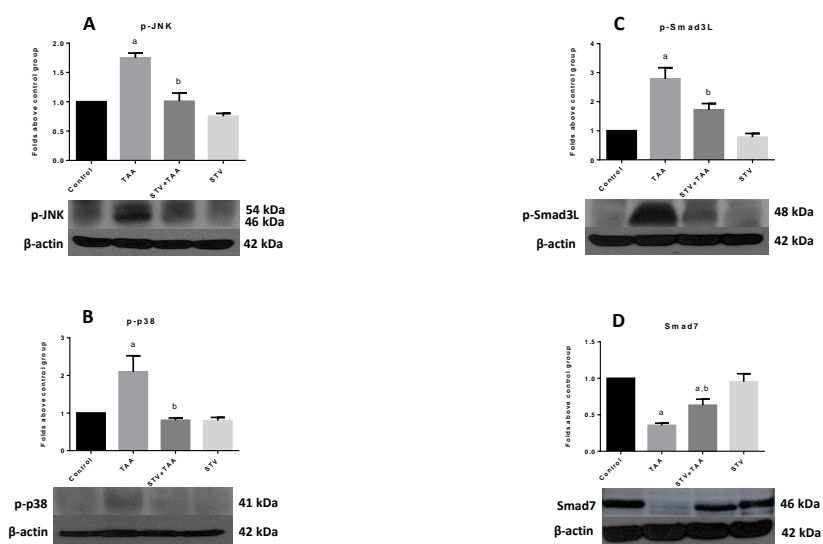 A
p-JNK
Folds above control group
2.0
1.5
1.0
0.5
0.0
a
b
Control
TAA
STV+TAA
STV
p-JNK
54 kDa
46 kDa
β-actin
42 kDa
C
p-Smad3L
Folds above control group
4
3
2
1
0
a
b
Control
TAA
STV+TAA
STV
p-Smad3L
48 kDa
β-actin
42 kDa
B
p-p38
Folds above control group
3
2
1
0
a
b
Control
TAA
STV+TAA
STV
p-p38
41 kDa
β-actin
42 kDa
D
Smad7
Folds above control group
1.5
1.0
0.5
0.0
a
a,b
Control
TAA
STV+TAA
STV
Smad7
46 kDa
β-actin
42 kDa